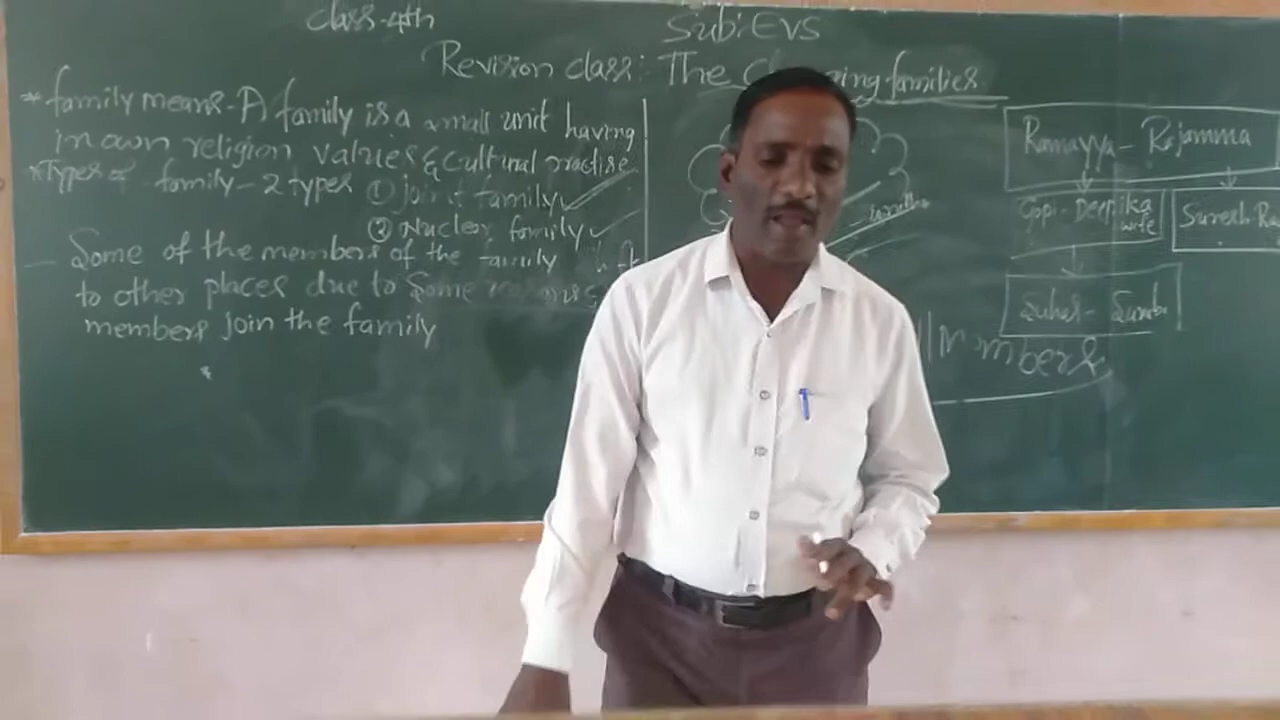 Class-4th
Sub: EVS
Revision class: The ging families
* family means - A family is a small unit having
in own religion values & cultural practise
* Types of family - 2 types ① joint family
② Nuclear family
Some of the members of the family
to other places due to Some
members join the family
Ramayya - Rajamma
Gopi - Deepika
wife
Suresh
Suhas -
members